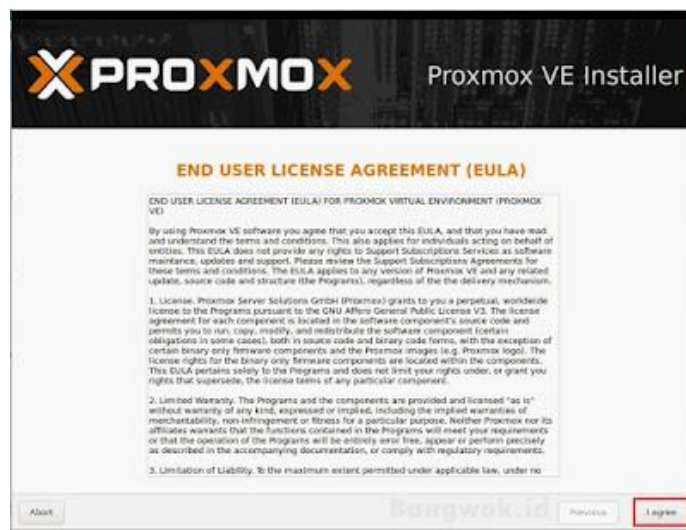 PROXMOX
Proxmox VE Installer
END USER LICENSE AGREEMENT (EULA)
END USER LICENSE AGREEMENT (EULA) FOR PROXMOX VIRTUAL ENVIRONMENT (PROXMOX
VE)
By using Proxmox VE software you agree that you accept this EULA, and that you have read
and understand the terms and conditions. This also applies for individuals acting on behalf of
entities. This EULA does not provide any rights to Support Subscriptions Services as software
maintance, updates and support. Please review the Support Subscriptions Agreements for
these terms and conditions. The EULA applies to any version of Proxmox VE and any related
update, source code and structure (the Programs), regardless of the the delivery mechanism.
1. License. Proxmox Server Solutions GmbH (Proxmox) grants to you a perpetual, worldwide
license to the Programs pursuant to the GNU Affero General Public License V3. The license
agreement for each component is located in the software component's source code and
permits you to run, copy, modify, and redistribute the software component (certain
obligations in some cases), both in source code and binary code forms, with the exception of
certain binary only firmware components and the Proxmox images (e.g. Proxmox logo). The
license rights for the binary only firmware components are located within the components.
This EULA pertains solely to the Programs and does not limit your rights under, or grant you
rights that supersede, the license terms of any particular component.
2. Limited Warranty. The Programs and the components are provided and licensed "as is"
without warranty of any kind, expressed or implied, including the implied warranties of
merchantability, non-infringement or fitness for a particular purpose. Neither Proxmox nor its
affiliates warrants that the functions contained in the Programs will meet your requirements
or that the operation of the Programs will be entirely error free, appear or perform precisely
as described in the accompanying documentation, or comply with regulatory requirements.
3. Limitation of Liability. To the maximum extent permitted under applicable law, under no
Abort
Bangwok.id
Previous
I agree